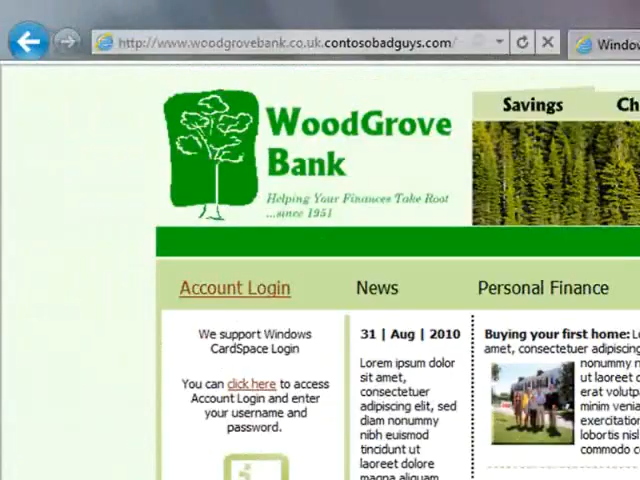 http://www.woodgrovebank.co.uk.contosobadguys.com/
Windo
WoodGrove
Bank
Helping Your Finances Take Root
...since 1951
Savings
Ch
Account Login
News
Personal Finance
We support Windows
CardSpace Login
You can click here to access
Account Login and enter
your username and
password.
31 | Aug | 2010
Lorem ipsum dolor
sit amet,
consectetuer
adipiscing elit, sed
diam nonummy
nibh euismod
tincidunt ut
laoreet dolore
magna aliquam
Buying your first home: Lo
amet, consectetuer adipiscing
nonummy n
ut laoreet d
erat volutpa
minim venia
exercitation
lobortis nisl
commodo co